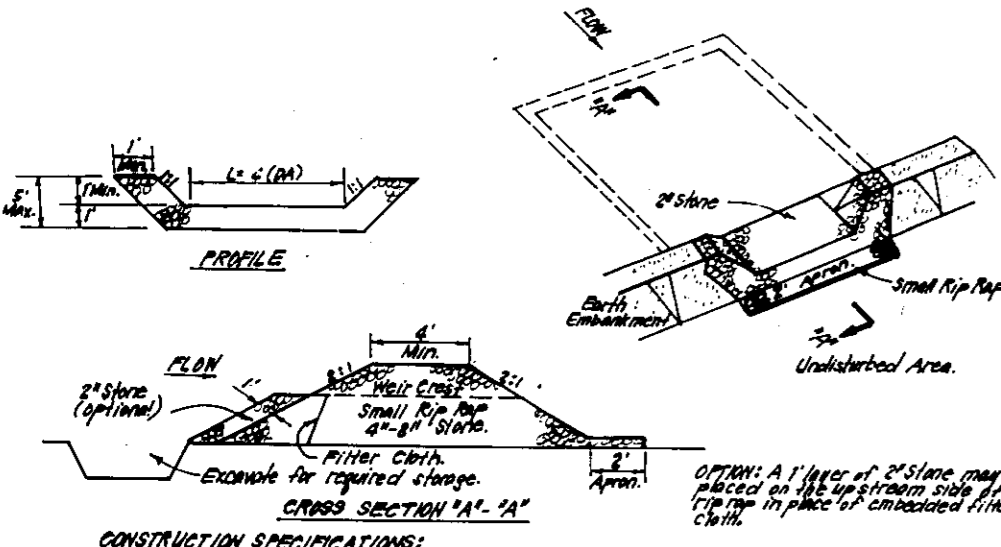 1'
Min.
1:1
L= 4 (DA)
1:1
5'
Max.
1' Min.
1'
PROFILE
FLOW
"A"
2" Stone
2'
Apron.
Small Rip Rap
Earth
Embankment
"A"
Undisturbed Area.
4'
Min.
FLOW
2:1
2:1
1'
Weir Crest
2" Stone
(optional)
Small Rip Rap
4"-8" Stone.
Filter Cloth.
Excavate for required storage.
2'
Apron.
CROSS SECTION "A"- "A"
OPTION: A 1' layer of 2" Stone may
placed on the upstream side of
rip rap in place of embedded filte
cloth.
CONSTRUCTION SPECIFICATIONS: